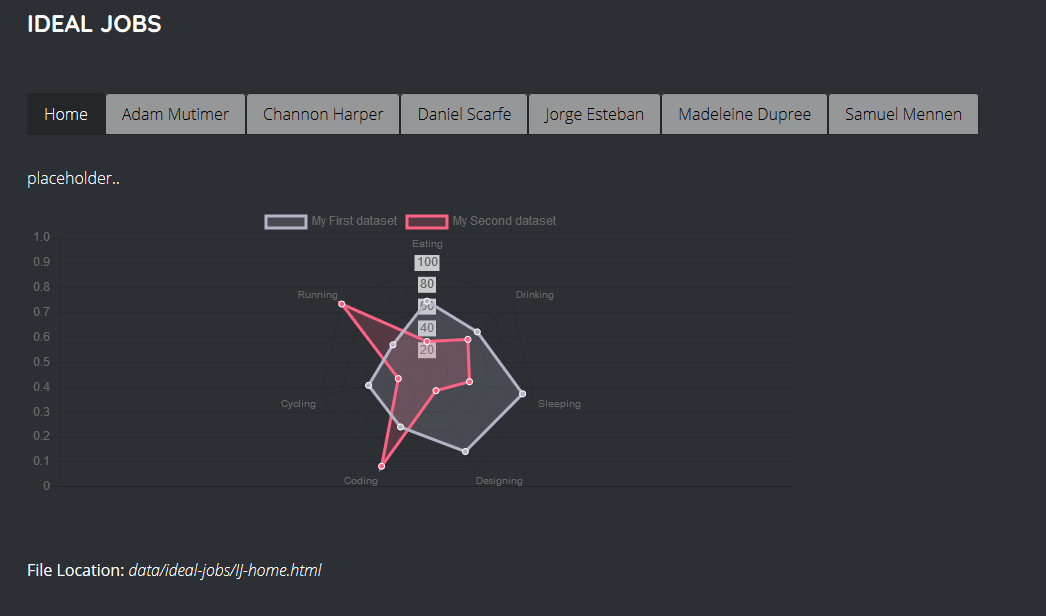 IDEAL JOBS
Home Adam Mutimer Channon Harper Daniel Scarfe Jorge Esteban Madeleine Dupree Samuel Mennen
placeholder..
My First dataset My Second dataset
1.0
0.9
0.8
0.7
0.6
0.5
0.4
0.3
0.2
0.1
0
Eating
100
80
60
40
20
Running
Drinking
Cycling
Sleeping
Coding
Designing
File Location: data/ideal-jobs/IJ-home.html